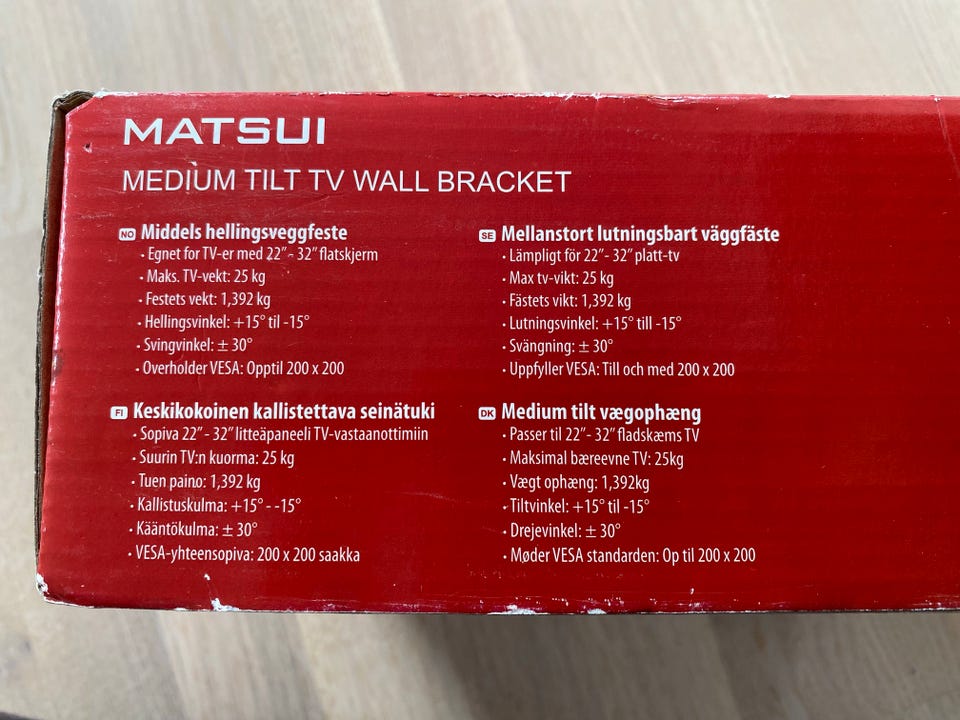 MATSUI
MEDIUM TILT TV WALL BRACKET
NO Middels hellingsveggfeste
· Egnet for TV-er med 22”- 32” flatskjerm
· Maks. TV-vekt: 25 kg
· Festets vekt: 1,392 kg
· Hellingsvinkel: +15° til -15°
· Svingvinkel: ± 30°
· Overholder VESA: Opptil 200 x 200
SE Mellanstort lutningsbart väggfäste
· Lämpligt för 22”- 32” platt-tv
· Max tv-vikt: 25 kg
· Fästets vikt: 1,392 kg
· Lutningsvinkel: +15° till -15°
· Svängning: ± 30°
· Uppfyller VESA: Till och med 200 x 200
FI Keskikokoinen kallistettava seinätuki
· Sopiva 22”- 32” litteäpaneeli TV-vastaanottimiin
· Suurin TV:n kuorma: 25 kg
· Tuen paino: 1,392 kg
· Kallistuskulma: +15° - -15°
· Kääntökulma: ± 30°
· VESA-yhteensopiva: 200 x 200 saakka
DK Medium tilt vægophæng
· Passer til 22”- 32” fladskæms TV
· Maksimal bæreevne TV: 25kg
· Vægt ophæng: 1,392kg
· Tiltvinkel: +15° til -15°
· Drejevinkel: ± 30°
· Møder VESA standarden: Op til 200 x 200